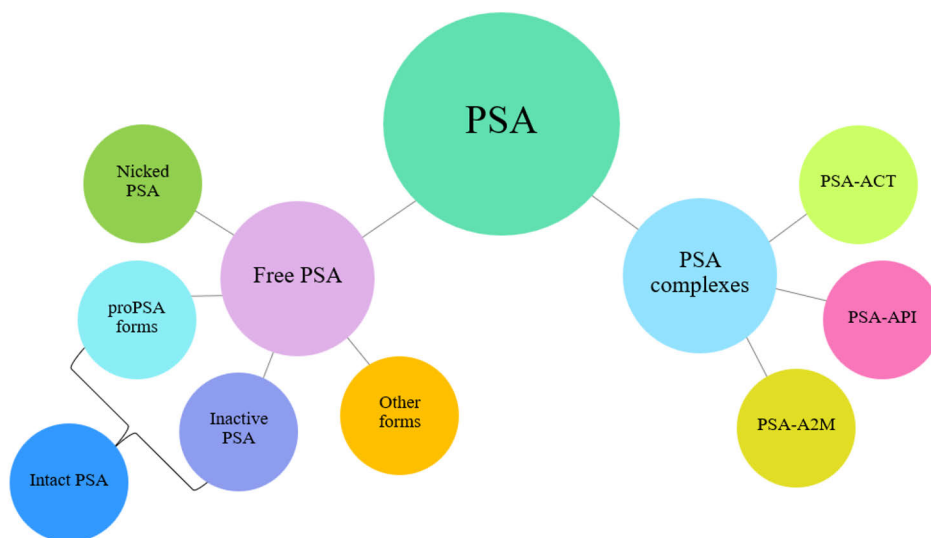 PSA
Nicked
PSA
Free PSA
proPSA
forms
Inactive
PSA
Other
forms
Intact PSA
PSA
complexes
PSA-ACT
PSA-API
PSA-A2M